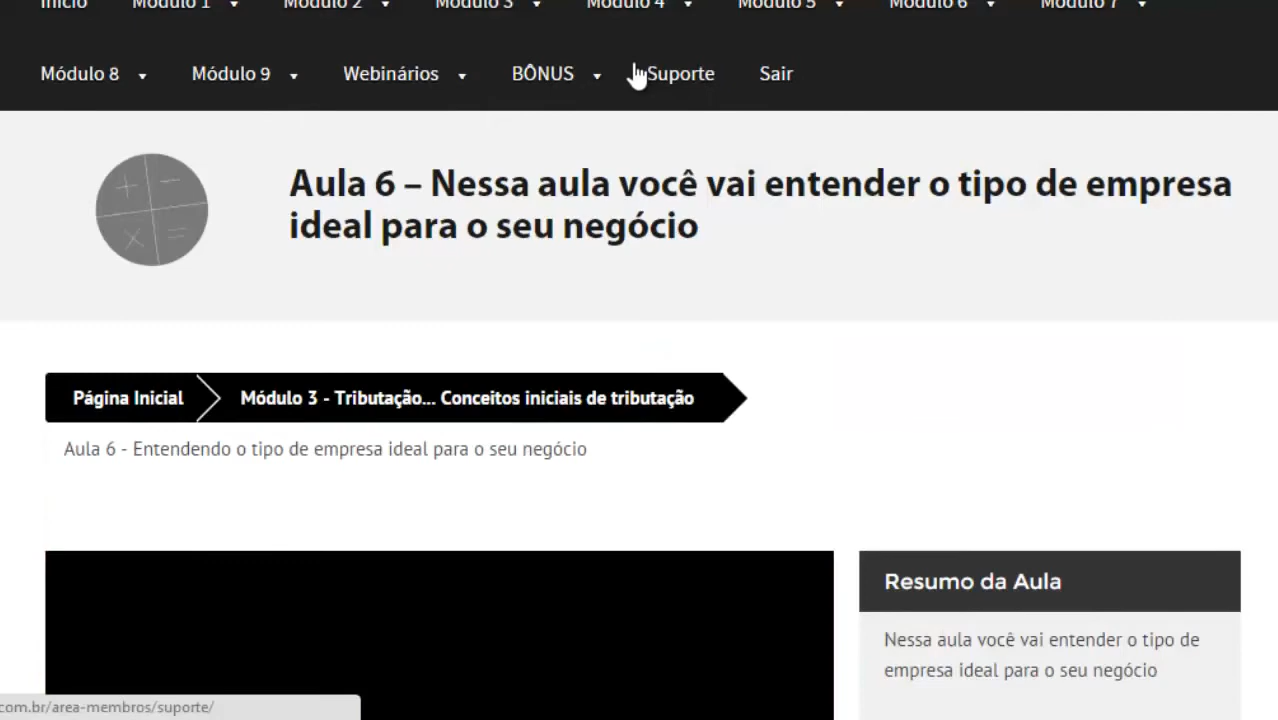 Início Módulo 1 Módulo 2 Módulo 3 Módulo 4 Módulo 5 Módulo 6 Módulo 7
Módulo 8 Módulo 9 Webinários BÔNUS Suporte Sair
Aula 6 – Nessa aula você vai entender o tipo de empresa
ideal para o seu negócio
Página Inicial Módulo 3 - Tributação... Conceitos iniciais de tributação
Aula 6 - Entendendo o tipo de empresa ideal para o seu negócio
Resumo da Aula
Nessa aula você vai entender o tipo de
empresa ideal para o seu negócio
com.br/area-membros/suporte/